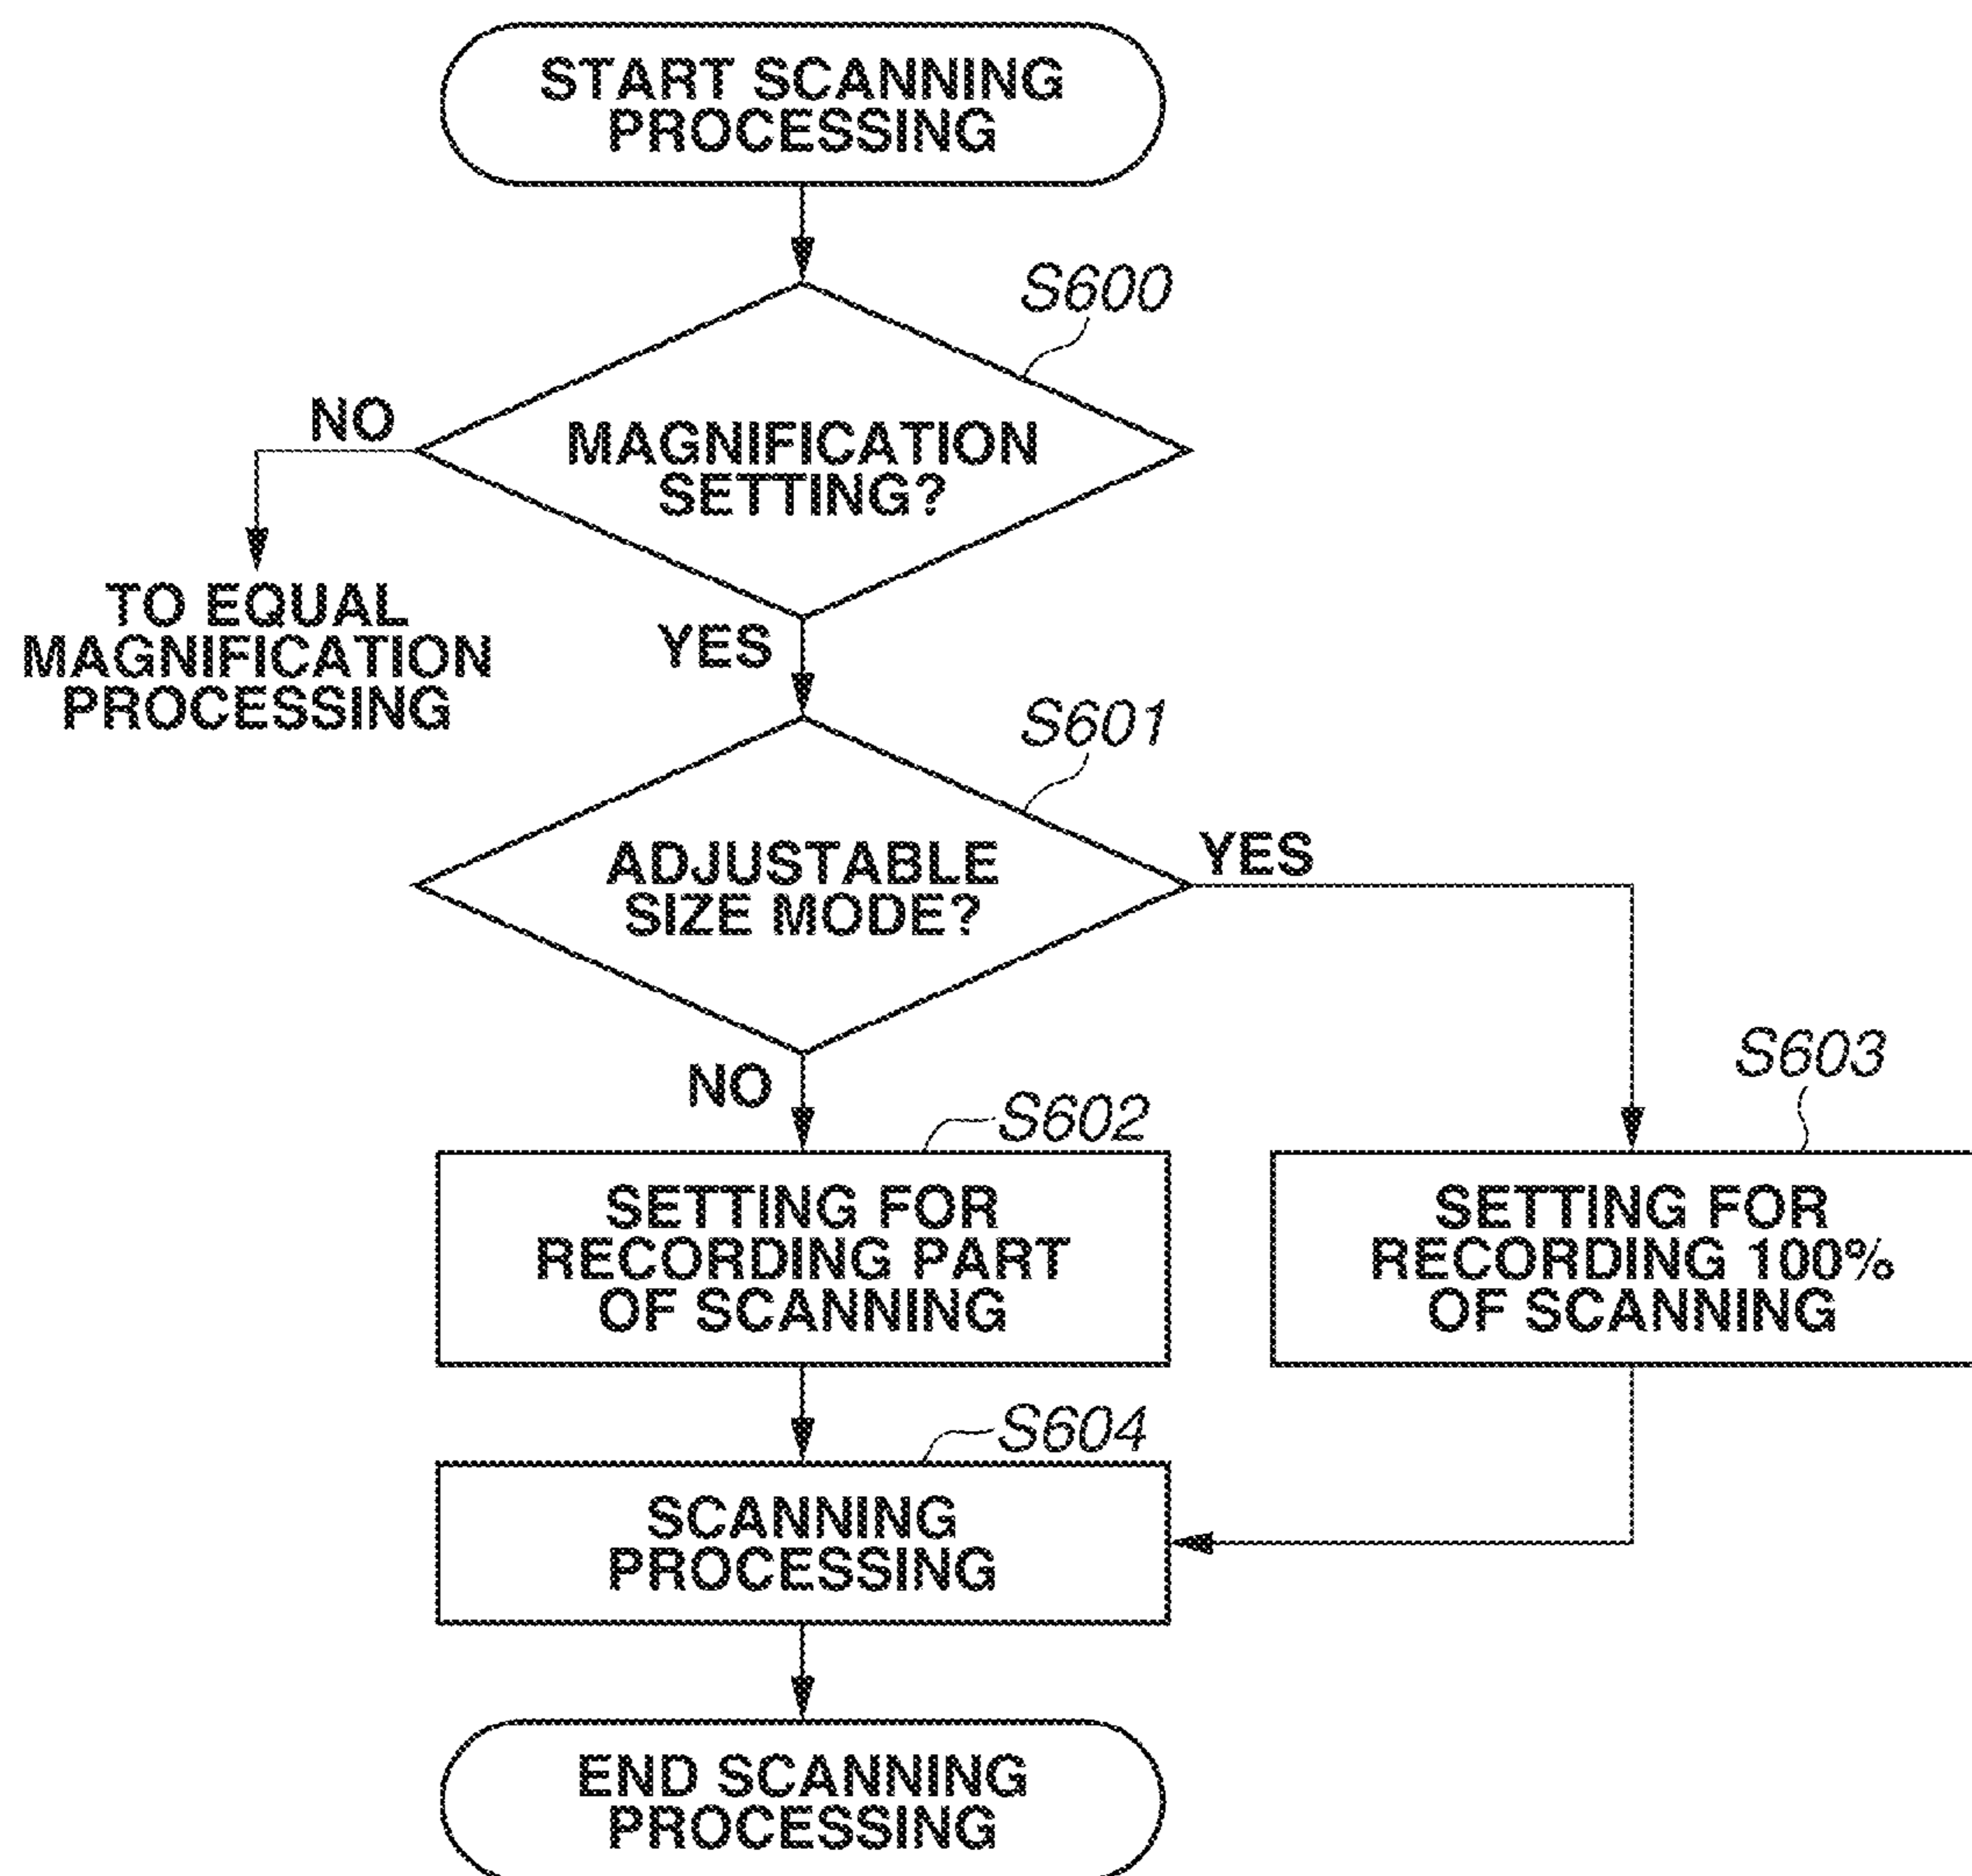 START SCANNING
PROCESSING
S600
NO
MAGNIFICATION
SETTING?
TO EQUAL
MAGNIFICATION
PROCESSING
YES
S601
ADJUSTABLE
SIZE MODE?
YES
NO
S602
S603
SETTING FOR
RECORDING PART
OF SCANNING
SETTING FOR
RECORDING 100%
OF SCANNING
S604
SCANNING
PROCESSING
END SCANNING
PROCESSING